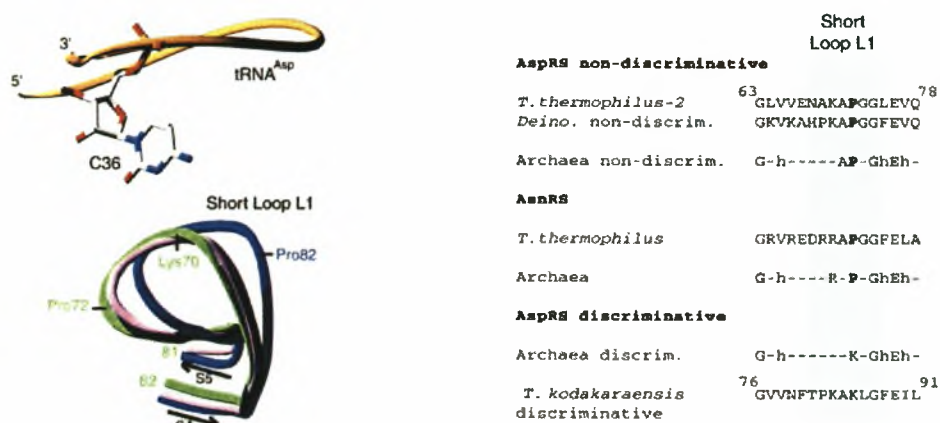 3'
5'
tRNA^Asp
C36
Short Loop L1
Lys70
Pro82
Pro72
81
S5
82
Short
Loop L1
AspRS non-discriminative
63 78
T.thermophilus-2 GLVVENAKAPGGLEVQ
Deino. non-discrim. GKVKAHPKAPGGFEVQ
Archaea non-discrim. G-h-----AP-GhEh-
AsnRS
T.thermophilus GRVREDRRAPGGFELA
Archaea G-h----R-P-GhEh-
AspRS discriminative
Archaea discrim. G-h------K-GhEh-
76 91
T. kodakaraensis GVVNFTPKAKLGFEIL
discriminative